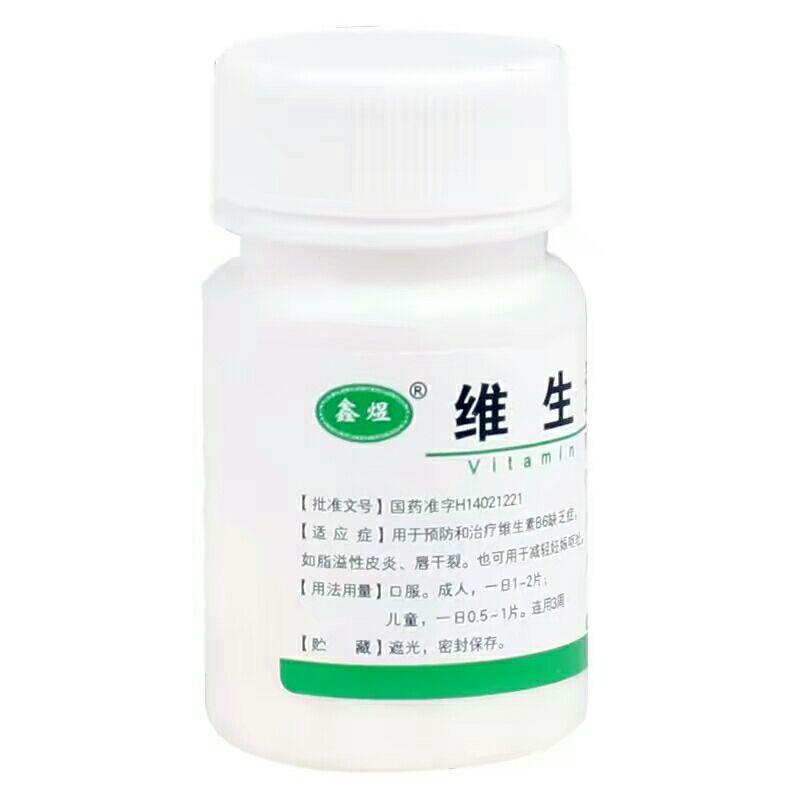 鑫煜®
维生
Vitamin
【批准文号】国药准字H14021221
【适应症】用于预防和治疗维生素B6缺乏症，
如脂溢性皮炎、唇干裂。也可用于减轻妊娠呕吐。
【用法用量】口服。成人，一日1~2片；
儿童，一日0.5~1片。连用3周
【贮 藏】遮光，密封保存。